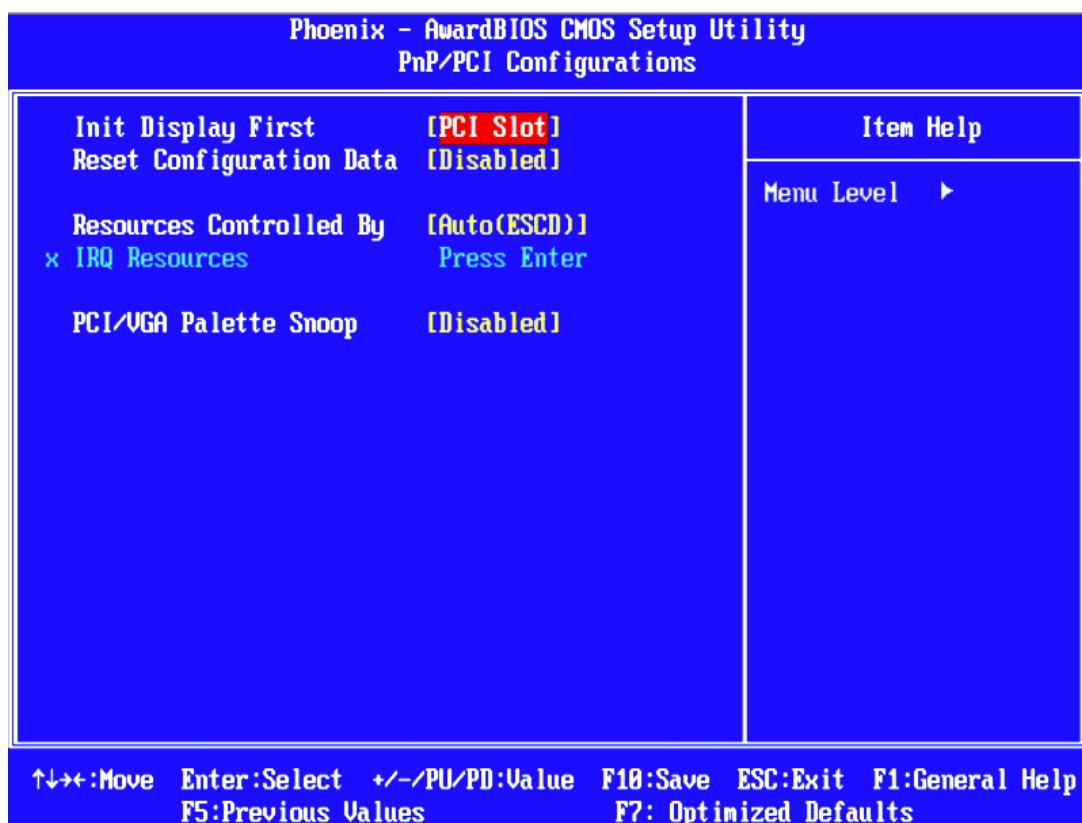 Phoenix - AwardBIOS CMOS Setup Utility
PnP/PCI Configurations
Init Display First [PCI Slot]
Reset Configuration Data [Disabled]
Resources Controlled By [Auto(ESCD)]
x IRQ Resources Press Enter
PCI/VGA Palette Snoop [Disabled]
Item Help
Menu Level ►
↑↓→←:Move Enter:Select +/-/PU/PD:Value F10:Save ESC:Exit F1:General Help
F5:Previous Values F7: Optimized Defaults